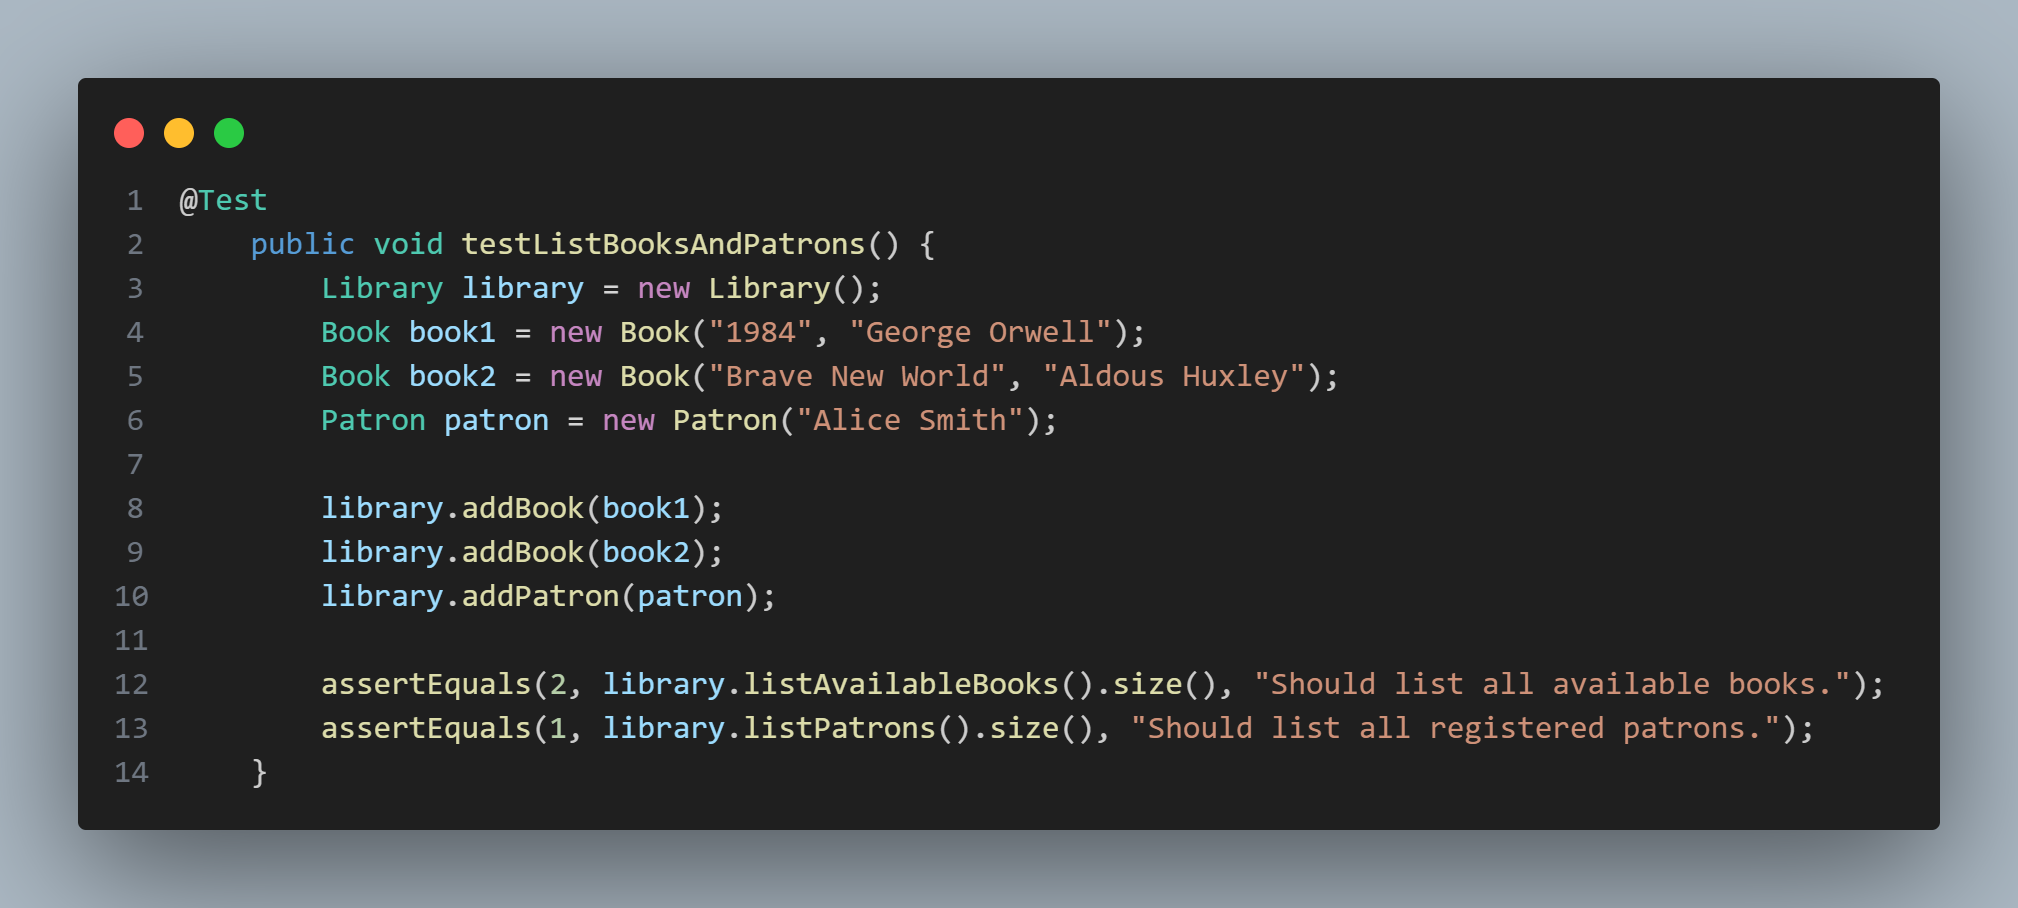 1 @Test
2     public void testListBooksAndPatrons() {
3         Library library = new Library();
4         Book book1 = new Book("1984", "George Orwell");
5         Book book2 = new Book("Brave New World", "Aldous Huxley");
6         Patron patron = new Patron("Alice Smith");
7
8         library.addBook(book1);
9         library.addBook(book2);
10         library.addPatron(patron);
11
12         assertEquals(2, library.listAvailableBooks().size(), "Should list all available books.");
13         assertEquals(1, library.listPatrons().size(), "Should list all registered patrons.");
14     }